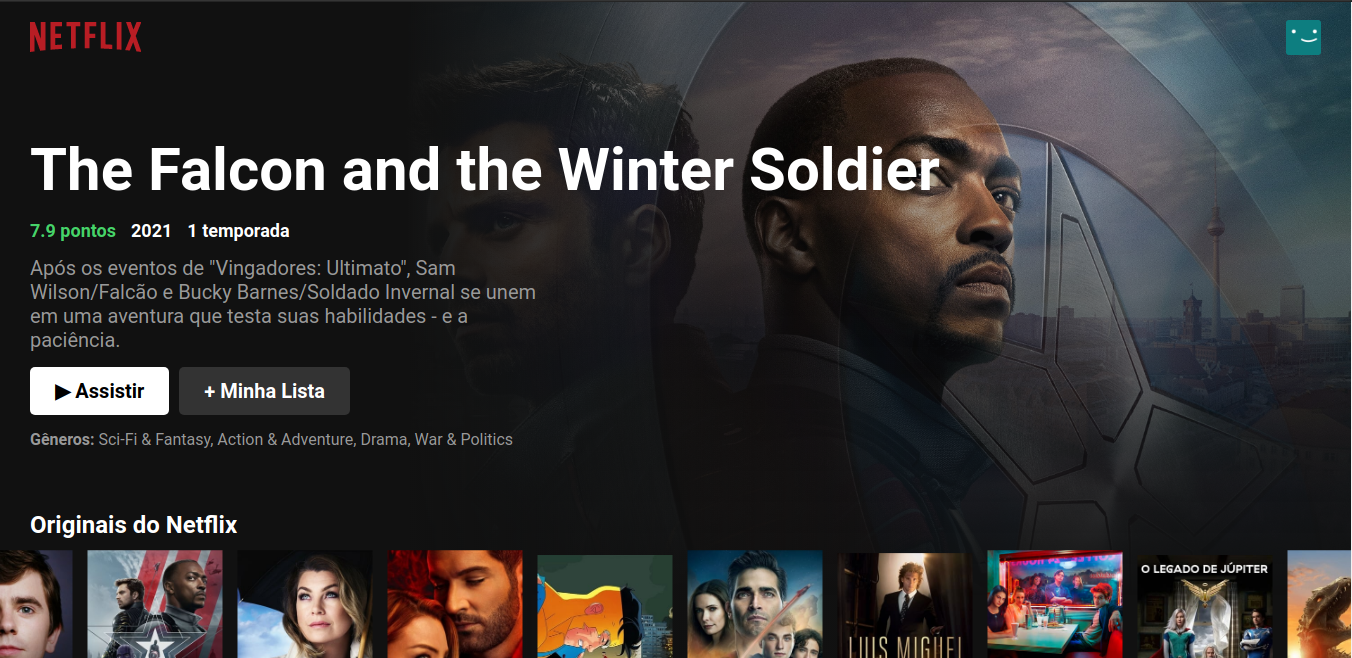 NETFLIX
The Falcon and the Winter Soldier
7.9 pontos 2021 1 temporada
Após os eventos de "Vingadores: Ultimato", Sam
Wilson/Falcão e Bucky Barnes/Soldado Invernal se unem
em uma aventura que testa suas habilidades - e a
paciência.
▶ Assistir + Minha Lista
Gêneros: Sci-Fi & Fantasy, Action & Adventure, Drama, War & Politics
Originais do Netflix
LUIS MIGUEL
O LEGADO DE JÚPITER